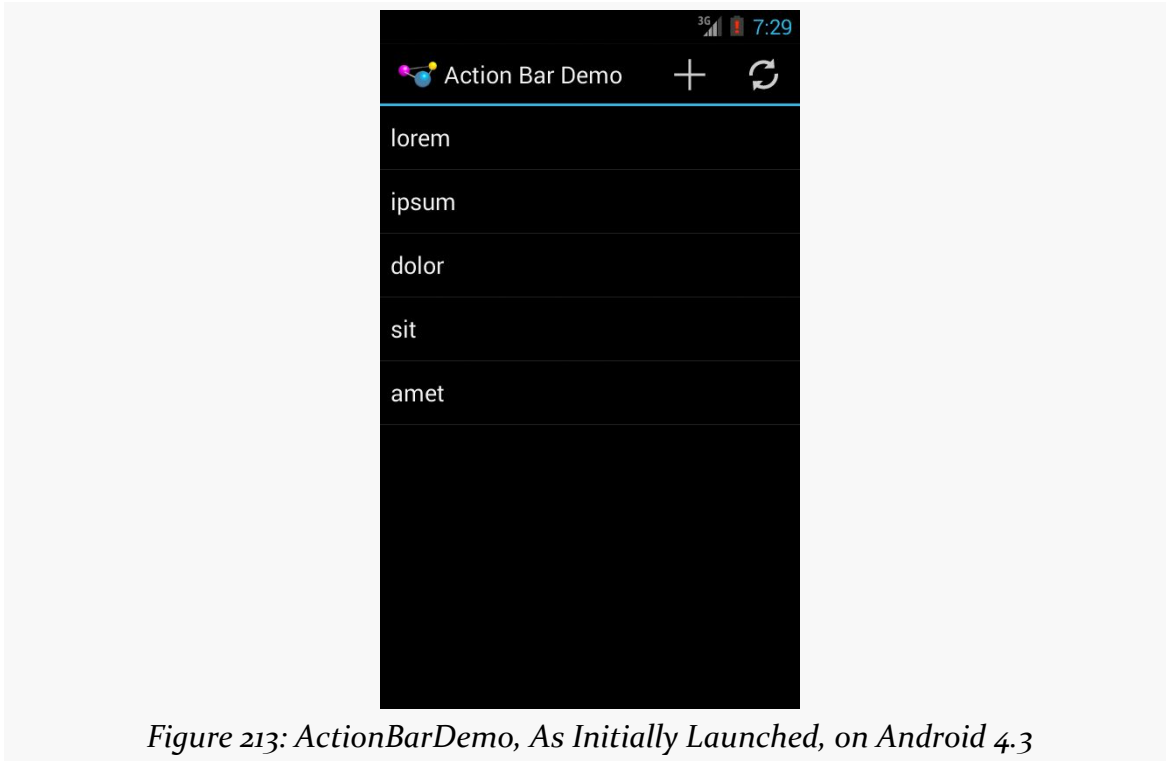 3G 7:29
Action Bar Demo
lorem
ipsum
dolor
sit
amet
Figure 213: ActionBarDemo, As Initially Launched, on Android 4.3